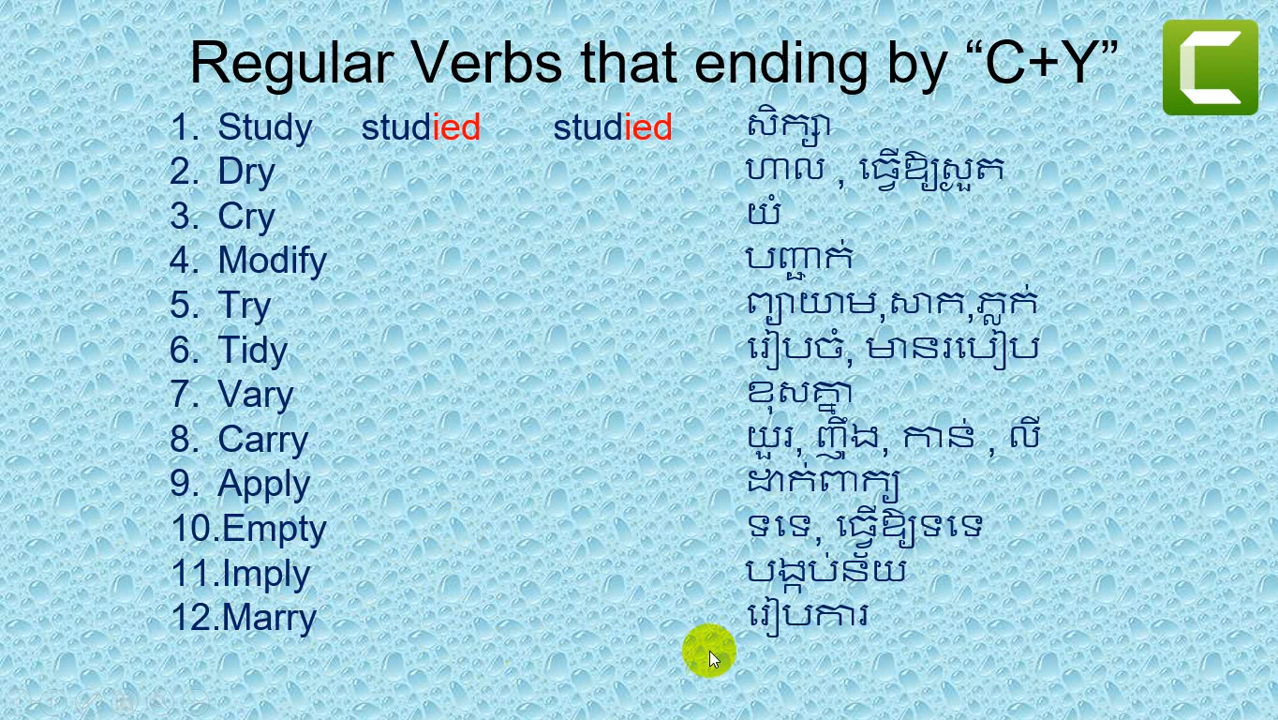 Regular Verbs that ending by “C+Y”
1. Study studied studied សិក្សា
2. Dry ហាល , ធ្វើឱ្យស្ងួត
3. Cry យំ
4. Modify បញ្ជាក់
5. Try ព្យាយាម,សាក,ភ្លក់
6. Tidy រៀបចំ, មានរបៀប
7. Vary ខុសគ្នា
8. Carry យួរ, ញឹង, កាន់ , លី
9. Apply ដាក់ពាក្យ
10.Empty ទទេ, ធ្វើឱ្យទទេ
11.Imply បង្កប់ន័យ
12.Marry រៀបការ